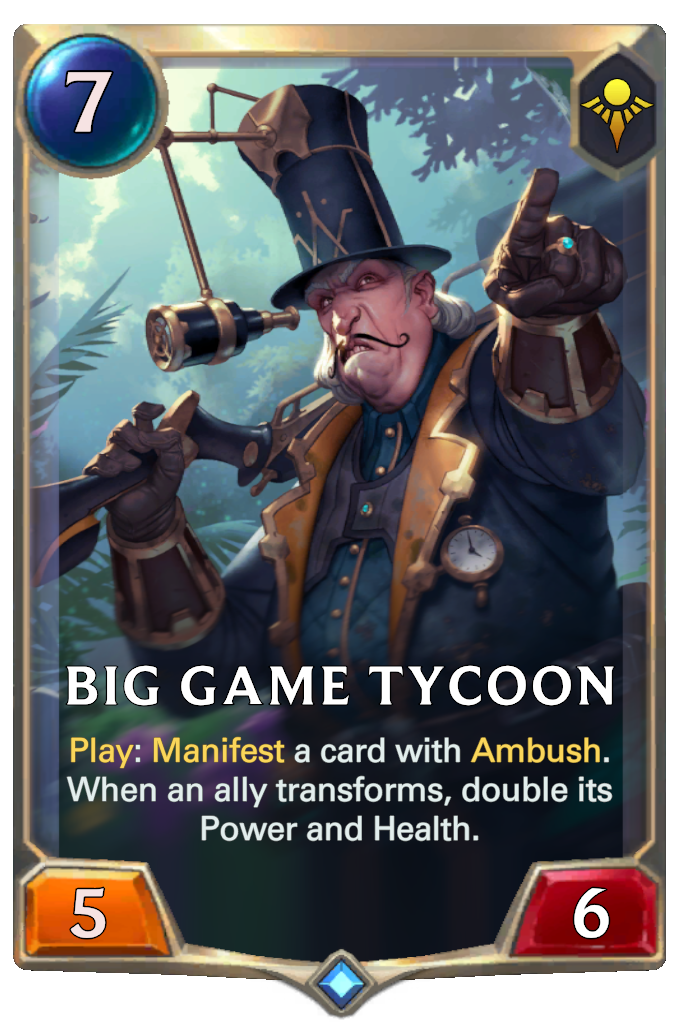 7
BIG GAME TYCOON
Play: Manifest a card with Ambush.
When an ally transforms, double its
Power and Health.
5
6